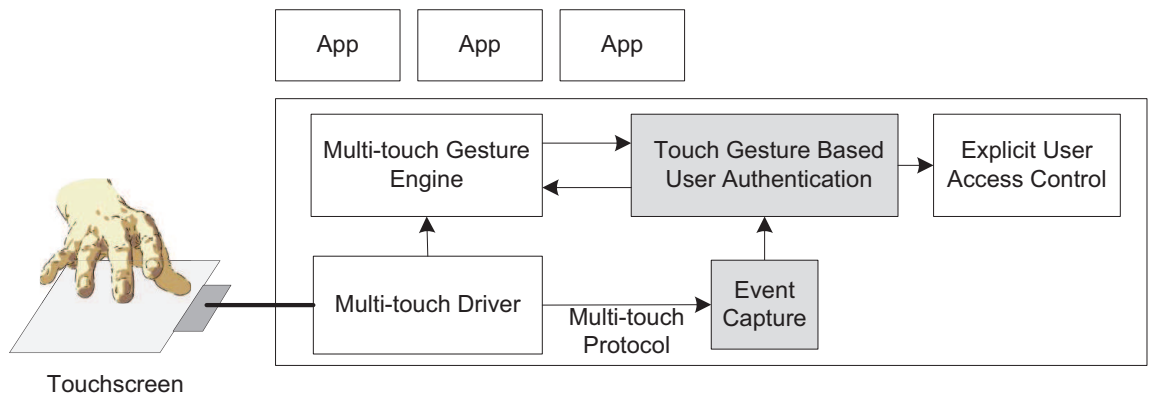 App
App
App
Multi-touch Gesture
Engine
Touch Gesture Based
User Authentication
Explicit User
Access Control
Multi-touch Driver
Multi-touch
Protocol
Event
Capture
Touchscreen